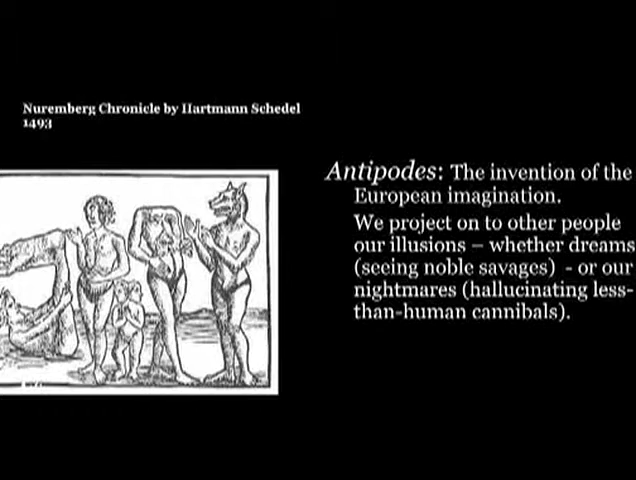 Nuremberg Chronicle by Hartmann Schedel
1493
Antipodes: The invention of the
European imagination.
We project on to other people
our illusions – whether dreams
(seeing noble savages) - or our
nightmares (hallucinating less-
than-human cannibals).